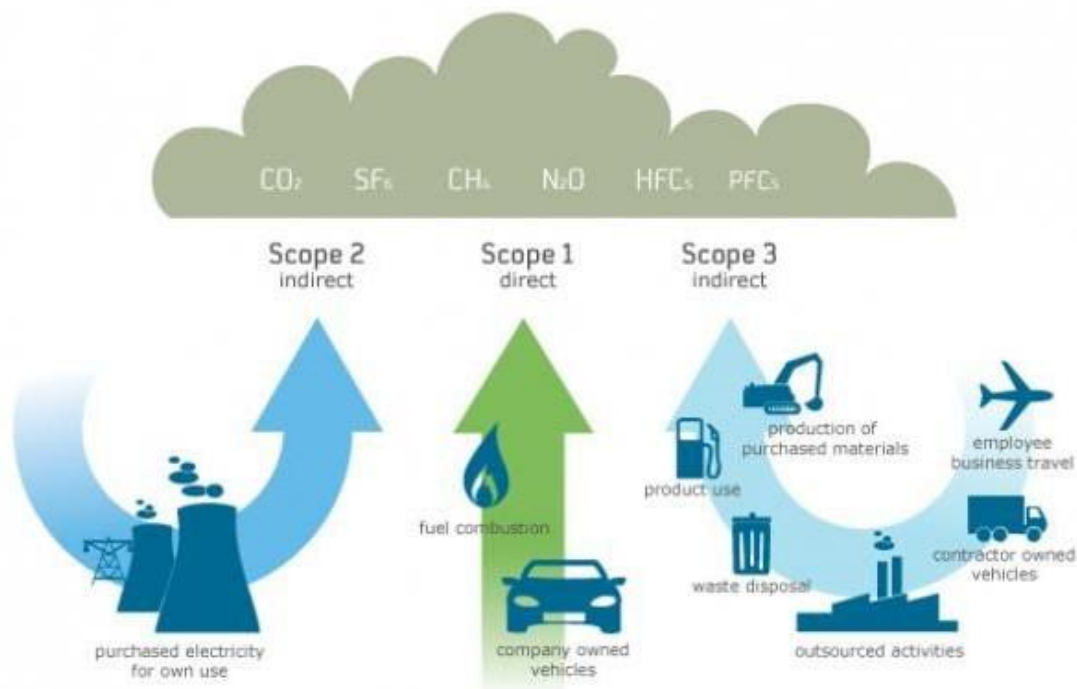 CO₂ SF₆ CH₄ N₂O HFCs PFCs
Scope 2
indirect
Scope 1
direct
Scope 3
indirect
fuel combustion
company owned
vehicles
purchased electricity
for own use
production of
purchased materials
product use
waste disposal
employee
business travel
contractor owned
vehicles
outsourced activities